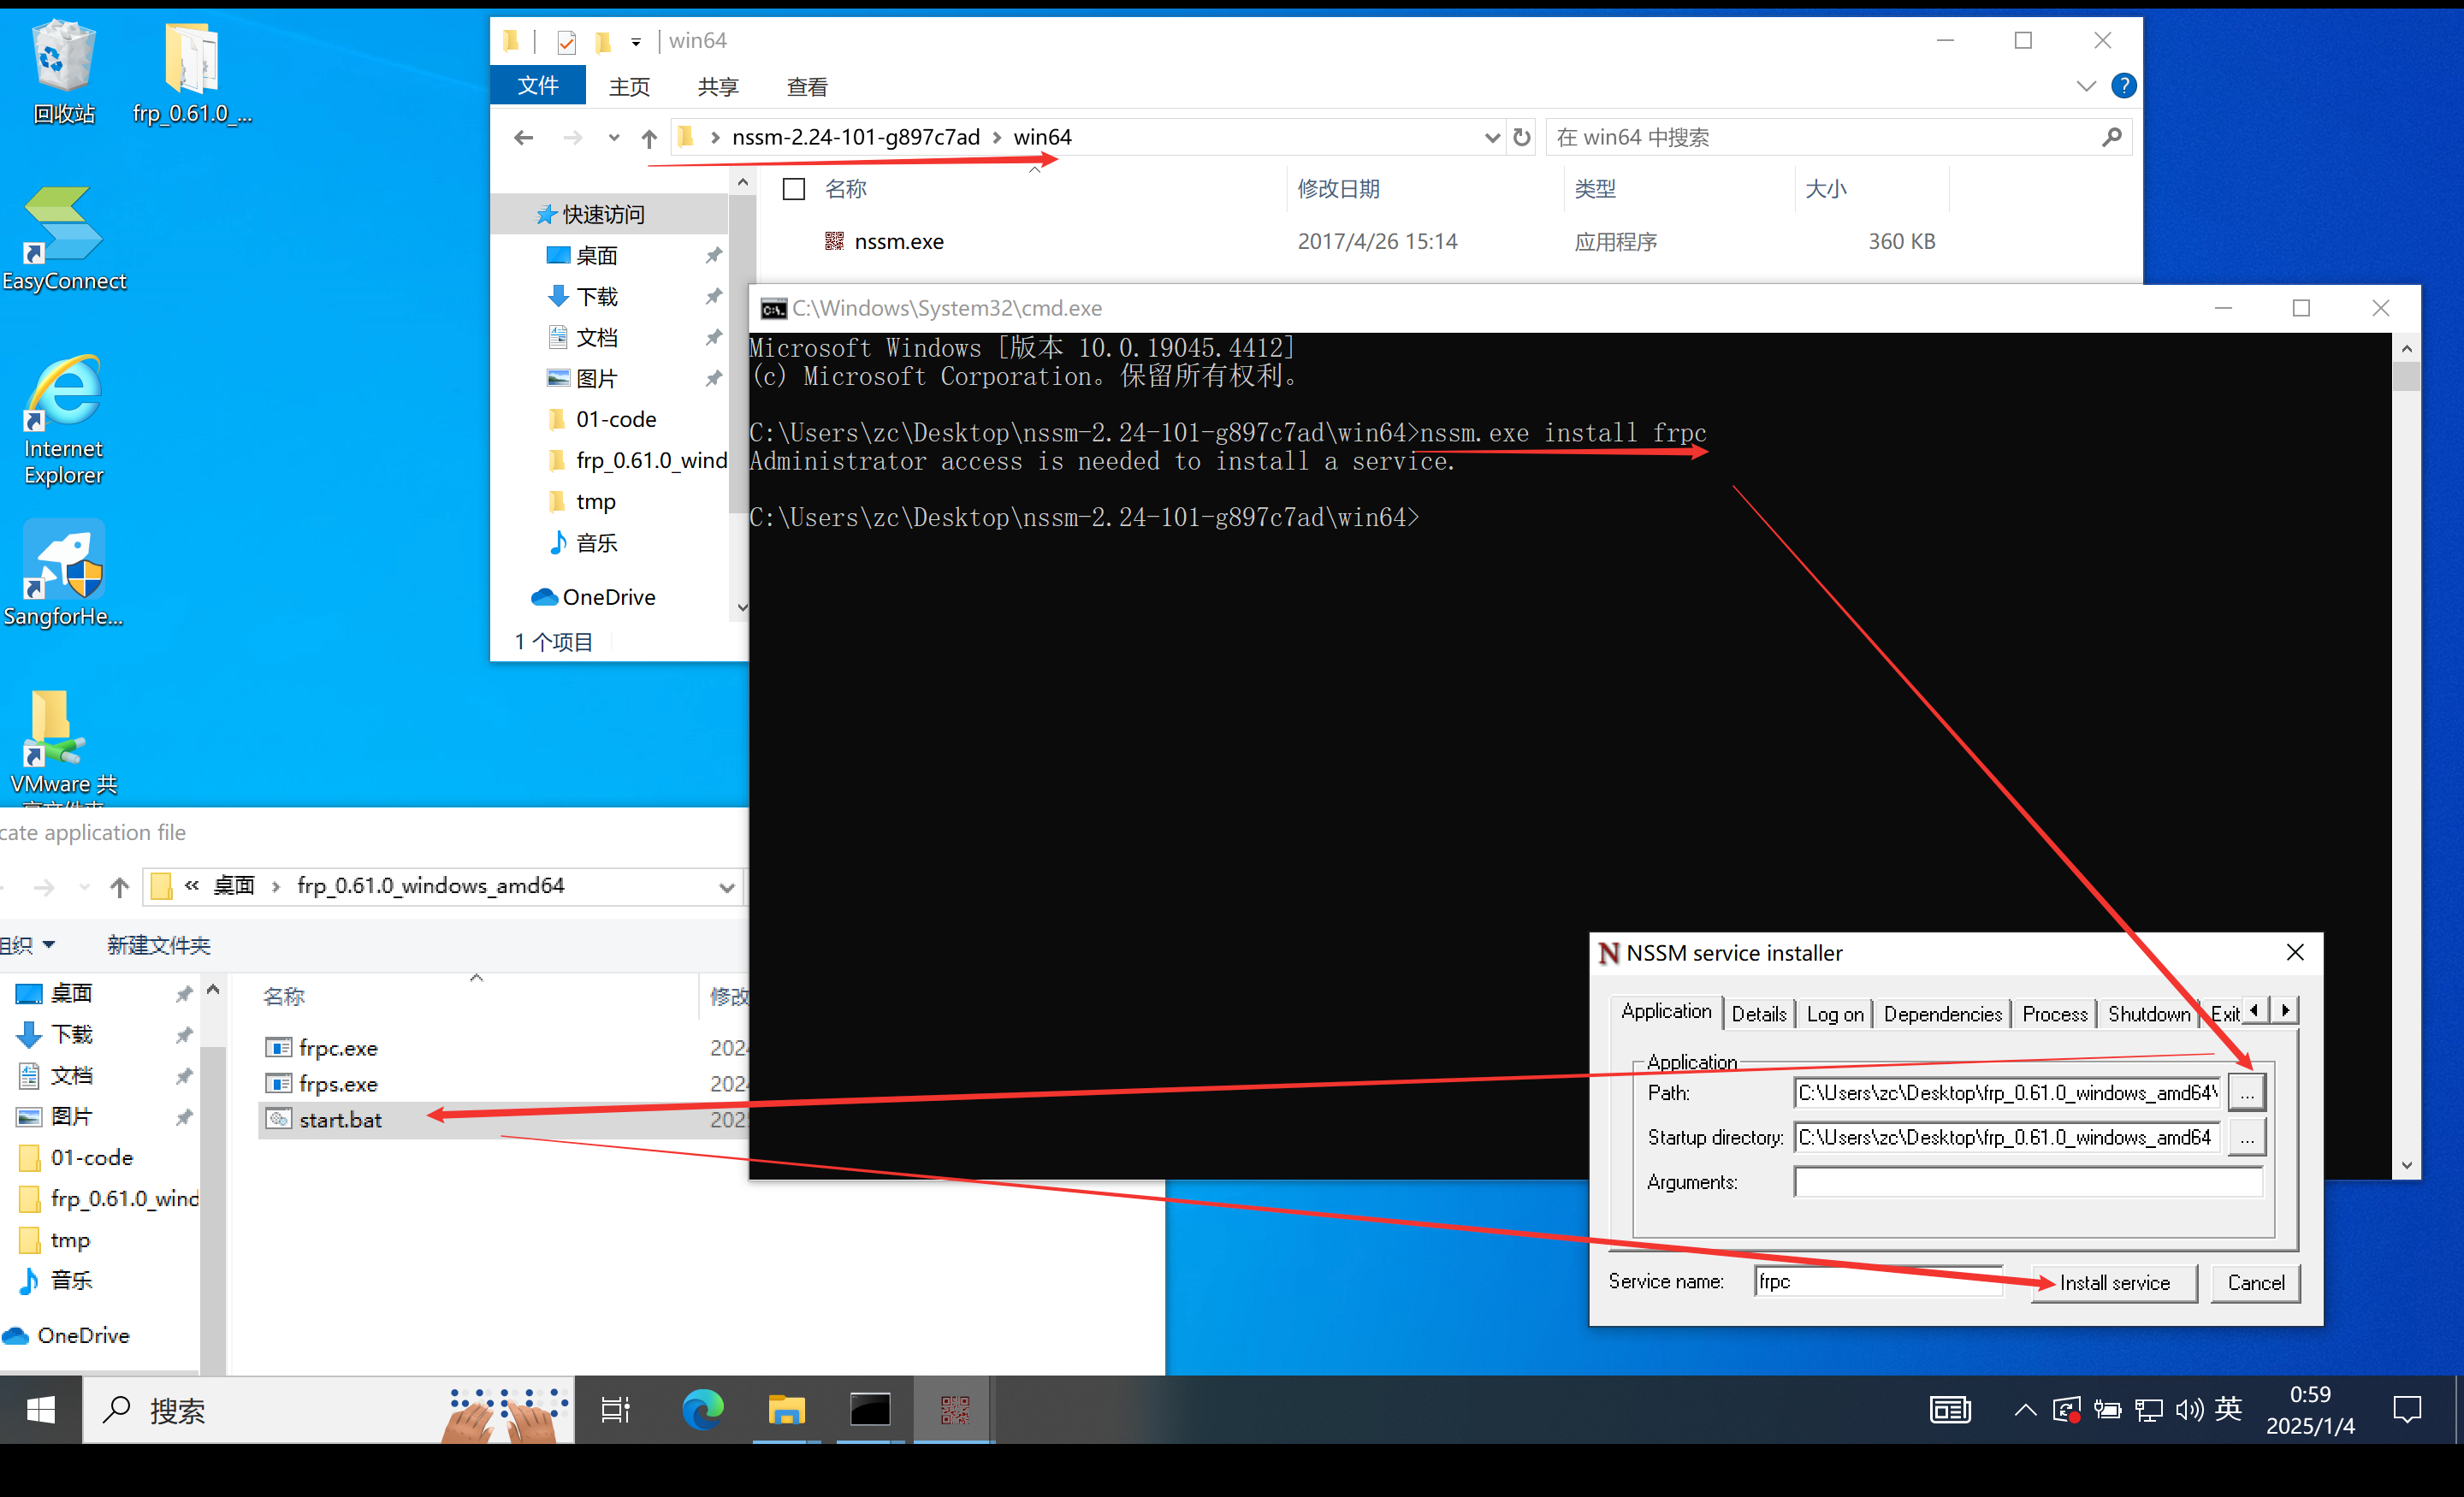 回收站
frp_0.61.0_...
EasyConnect
Internet
Explorer
SangforHe...
VMware 共
win64
文件
主页
共享
查看
nssm-2.24-101-g897c7ad
win64
在 win64 中搜索
名称
修改日期
类型
大小
快速访问
桌面
下载
文档
图片
01-code
frp_0.61.0_wind
tmp
音乐
OneDrive
nssm.exe
2017/4/26 15:14
应用程序
360 KB
1 个项目
C:\Windows\System32\cmd.exe
Microsoft Windows [版本 10.0.19045.4412]
(c) Microsoft Corporation。保留所有权利。
C:\Users\zc\Desktop\nssm-2.24-101-g897c7ad\win64>nssm.exe install frpc
Administrator access is needed to install a service.
C:\Users\zc\Desktop\nssm-2.24-101-g897c7ad\win64>
cate application file
« 桌面
frp_0.61.0_windows_amd64
组织
新建文件夹
桌面
下载
文档
图片
01-code
frp_0.61.0_wind
tmp
音乐
OneDrive
名称
修改
frpc.exe
2024
frps.exe
2024
start.bat
202
NSSM service installer
Application
Details
Log on
Dependencies
Process
Shutdown
Exit
Application
Path:
C:\Users\zc\Desktop\frp_0.61.0_windows_amd64\
...
Startup directory:
C:\Users\zc\Desktop\frp_0.61.0_windows_amd64
...
Arguments:
Service name:
frpc
Install service
Cancel
搜索
英
0:59
2025/1/4